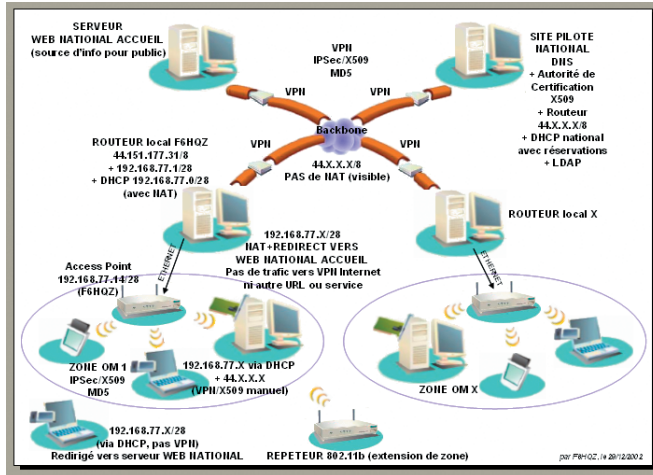 SERVEUR
WEB NATIONAL ACCUEIL
(source d'info pour public)
VPN
IPSec/X509
MD5
SITE PILOTE
NATIONAL
DNS
+ Autorité de
Certification
X509
+ Routeur
44.X.X.X/8
+ DHCP national
avec réservations
+ LDAP
VPN
VPN
Backbone
VPN
VPN
ROUTEUR local F6HQZ
44.151.177.31/8
+ 192.168.77.1/28
+ DHCP 192.168.77.0/28
(avec NAT)
44.X.X.X/8
PAS de NAT (visible)
ROUTEUR local X
192.168.77.X/28
NAT+REDIRECT VERS
WEB NATIONAL ACCUEIL
Pas de trafic vers VPN Internet
ni autre URL ou service
ETHERNET
ETHERNET
Access Point
192.168.77.14/28
(F6HQZ)
ZONE OM 1
IPSec/X509
MD5
192.168.77.X via DHCP
+ 44.X.X.X
(VPN/X509 manuel)
ZONE OM X
192.168.77.X/28
(via DHCP, pas VPN)
Redirigé vers serveur WEB NATIONAL
REPETEUR 802.11b (extension de zone)
par F6HQZ, le 29/12/2002